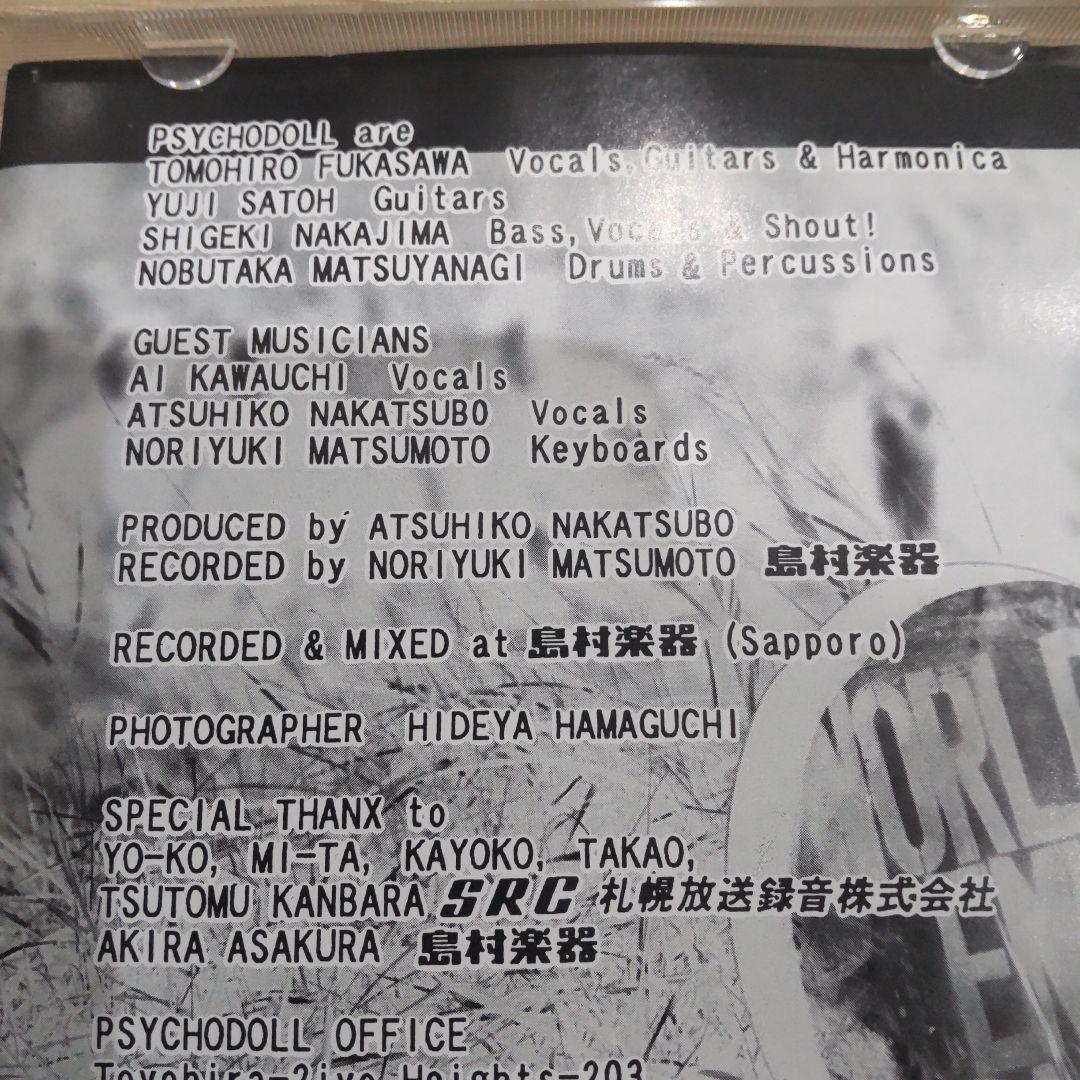 PSYCHODOLL are
TOMOHIRO FUKASAWA Vocals,Guitars & Harmonica
YUJI SATOH Guitars
SHIGEKI NAKAJIMA Bass,Vocals & Shout!
NOBUTAKA MATSUYANAGI Drums & Percussions
GUEST MUSICIANS
AI KAWAUCHI Vocals
ATSUHIKO NAKATSUBO Vocals
NORIYUKI MATSUMOTO Keyboards
PRODUCED by ATSUHIKO NAKATSUBO
RECORDED by NORIYUKI MATSUMOTO 島村楽器
RECORDED & MIXED at 島村楽器 (Sapporo)
PHOTOGRAPHER HIDEYA HAMAGUCHI
SPECIAL THANX to
YO-KO, MI-TA, KAYOKO, TAKAO,
TSUTOMU KANBARA SRC 札幌放送録音株式会社
AKIRA ASAKURA 島村楽器
PSYCHODOLL OFFICE
Toyohira-2jyo Heights-203